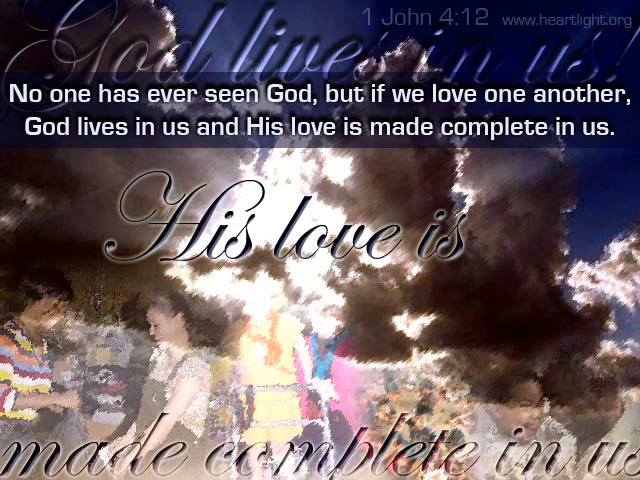 1 John 4:12 www.heartlight.org
God lives in us!
No one has ever seen God, but if we love one another,
God lives in us and His love is made complete in us.
His love is
made complete in us